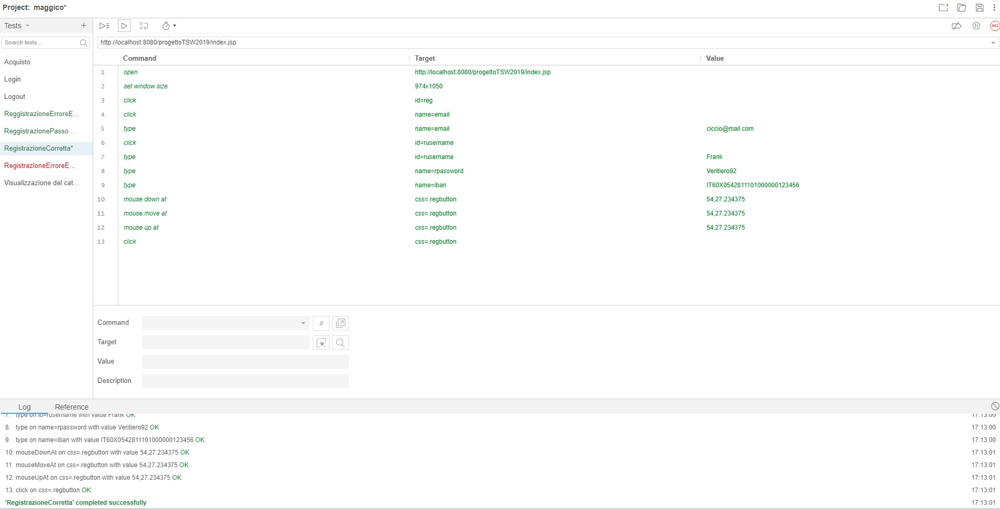 Project: maggico*
Tests
Search tests...
Acquisto
Login
Logout
ReggistrazioneErroreE...
ReggistrazionePasso...
RegistrazioneCorretta*
RegistrazioneErroreE...
Visualizzazione del cat...
REC
http://localhost:8080/progettoTSW2019/index.jsp
Command Target Value
1 open http://localhost:8080/progettoTSW2019/index.jsp
2 set window size 974x1050
3 click id=reg
4 click name=email
5 type name=email ciccio@mail.com
6 click id=rusername
7 type id=rusername Frank
8 type name=rpassword Veritiero92
9 type name=iban IT60X0542811101000000123456
10 mouse down at css=.regbutton 54,27.234375
11 mouse move at css=.regbutton 54,27.234375
12 mouse up at css=.regbutton 54,27.234375
13 click css=.regbutton
Command //
Target
Value
Description
Log Reference
7. type on id=rusername with value Frank OK 17:13:00
8. type on name=rpassword with value Veritiero92 OK 17:13:00
9. type on name=iban with value IT60X0542811101000000123456 OK 17:13:00
10. mouseDownAt on css=.regbutton with value 54,27.234375 OK 17:13:01
11. mouseMoveAt on css=.regbutton with value 54,27.234375 OK 17:13:01
12. mouseUpAt on css=.regbutton with value 54,27.234375 OK 17:13:01
13. click on css=.regbutton OK 17:13:01
'RegistrazioneCorretta' completed successfully 17:13:01